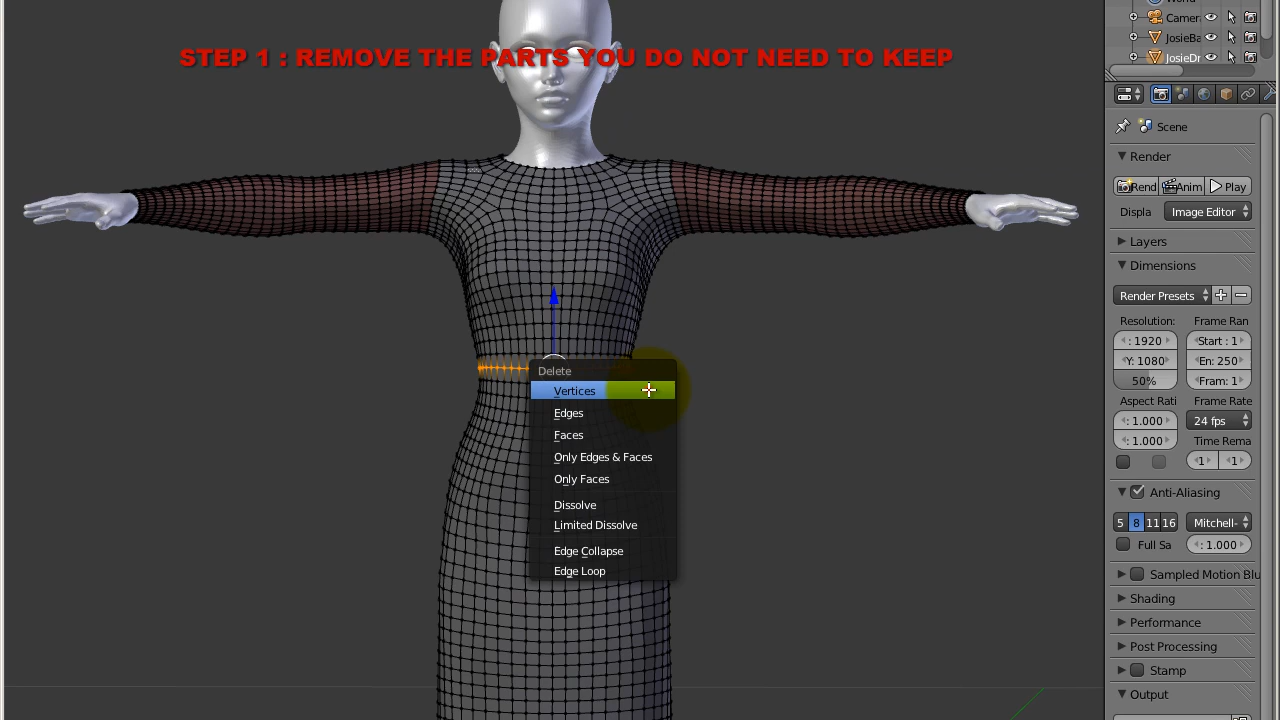 World
Camer
JosieBa
JosieDr
STEP 1 : REMOVE THE PARTS YOU DO NOT NEED TO KEEP
Scene
Render
Rend
Anim
Play
Displa
Image Editor
Layers
Dimensions
Render Presets
Resolution:
Frame Ran
: 1920
Start : 1
Y: 1080
En: 250
50%
Fram: 1
Aspect Rati
Frame Rate
: 1.000
24 fps
: 1.000
Time Rema
1
1
Anti-Aliasing
5
8
11
16
Mitchell-
Full Sa
: 1.000
Sampled Motion Blu
Shading
Performance
Post Processing
Stamp
Output
Delete
Vertices
Edges
Faces
Only Edges & Faces
Only Faces
Dissolve
Limited Dissolve
Edge Collapse
Edge Loop